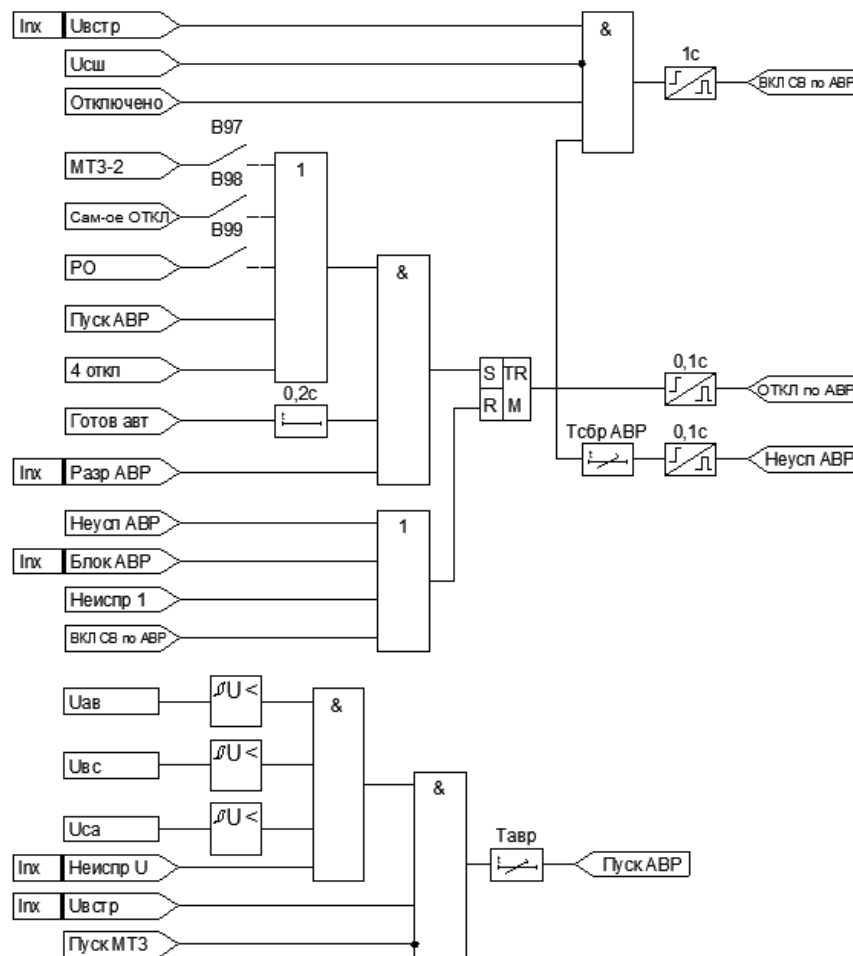 Inx Uвстр
&
Uсш
1с
ВКЛ СВ по АВР
Отключено
В97
МТЗ-2
1
В98
Сам-ое ОТКЛ
В99
РО
&
Пуск АВР
4 откл
S TR
0,1с
ОТКЛ по АВР
0,2с
R M
Готов авт
Тсбр АВР
0,1с
Неусп АВР
Inx Разр АВР
Неусп АВР
1
Inx Блок АВР
Неиспр 1
ВКЛ СВ по АВР
Uав
U <
&
Uвс
U <
&
Uса
U <
Тавр
Inx Неиспр U
Пуск АВР
Inx Uвстр
Пуск МТЗ